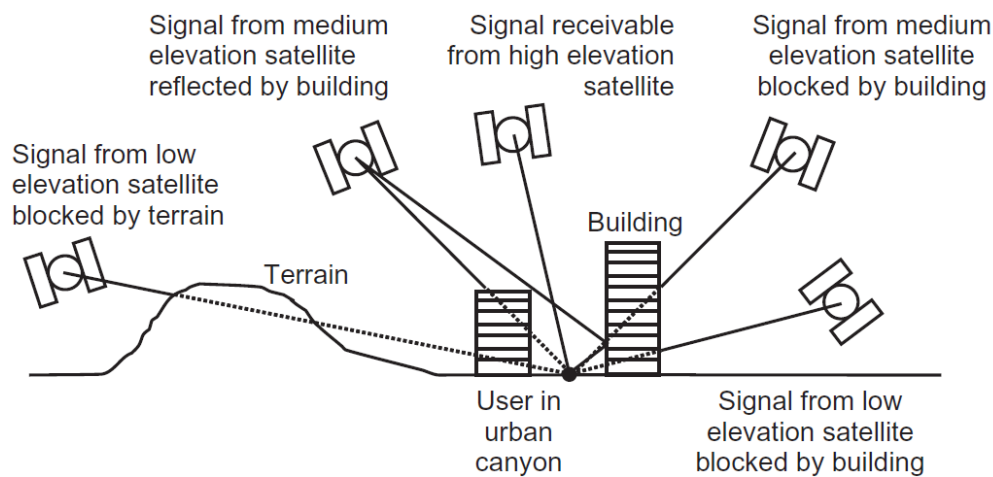 Signal from medium
elevation satellite
reflected by building
Signal receivable
from high elevation
satellite
Signal from medium
elevation satellite
blocked by building
Signal from low
elevation satellite
blocked by terrain
Building
Terrain
User in
urban
canyon
Signal from low
elevation satellite
blocked by building